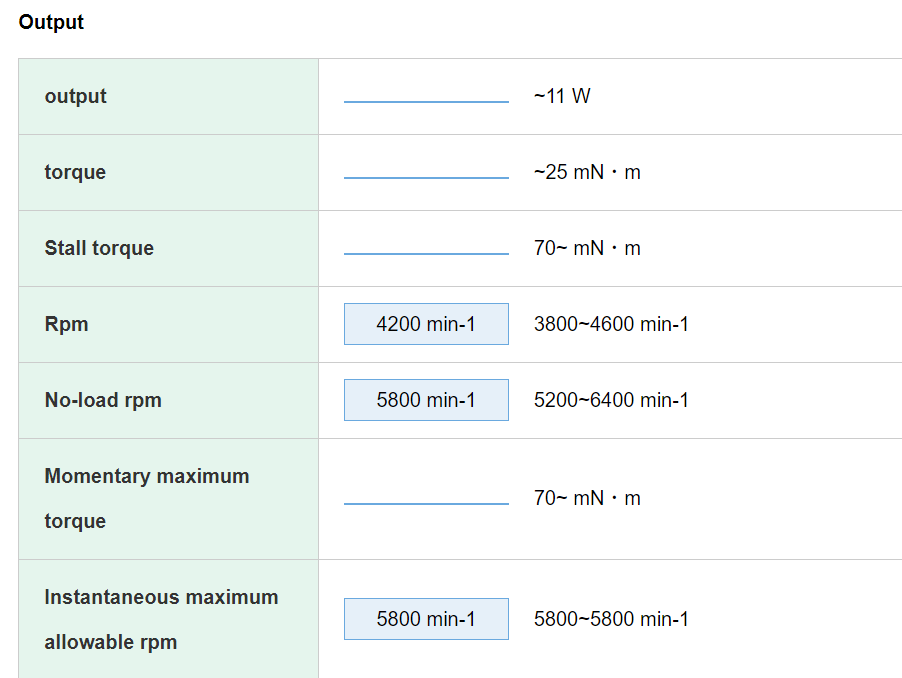 Output
output ~11 W
torque ~25 mN・m
Stall torque 70~ mN・m
Rpm 4200 min-1 3800~4600 min-1
No-load rpm 5800 min-1 5200~6400 min-1
Momentary maximum
torque
70~ mN・m
Instantaneous maximum
allowable rpm
5800 min-1 5800~5800 min-1